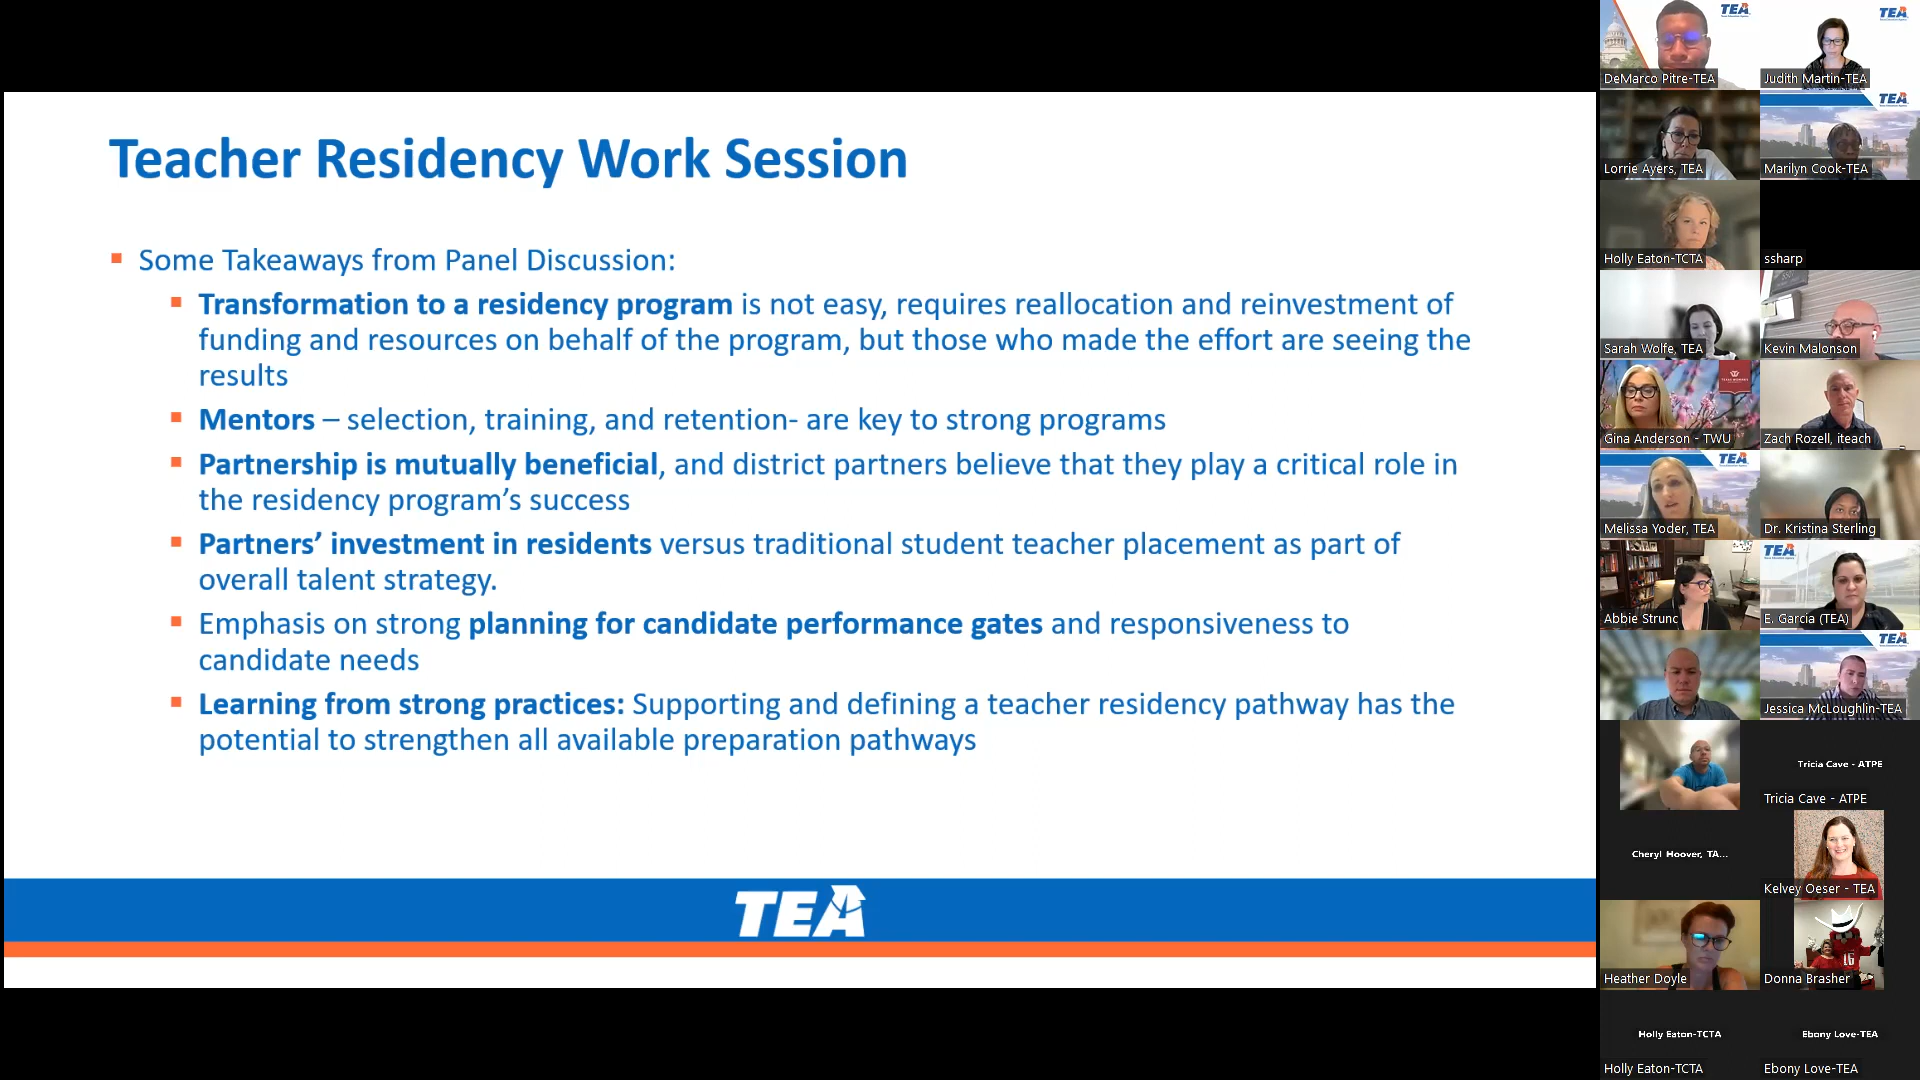 Teacher Residency Work Session
Some Takeaways from Panel Discussion:
Transformation to a residency program is not easy, requires reallocation and reinvestment of
funding and resources on behalf of the program, but those who made the effort are seeing the
results
Mentors – selection, training, and retention- are key to strong programs
Partnership is mutually beneficial, and district partners believe that they play a critical role in
the residency program’s success
Partners’ investment in residents versus traditional student teacher placement as part of
overall talent strategy.
Emphasis on strong planning for candidate performance gates and responsiveness to
candidate needs
Learning from strong practices: Supporting and defining a teacher residency pathway has the
potential to strengthen all available preparation pathways
TEA
TEA
TEA
DeMarco Pitre-TEA
Judith Martin-TEA
TEA
Lorrie Ayers, TEA
Marilyn Cook-TEA
Holly Eaton-TCTA
ssharp
Sarah Wolfe, TEA
Kevin Malonson
Gina Anderson - TWU
Zach Rozell, iteach
TEA
Melissa Yoder, TEA
Dr. Kristina Sterling
TEA
Abbie Strunc
E. Garcia (TEA)
TEA
Jessica McLoughlin-TEA
Tricia Cave - ATPE
Tricia Cave - ATPE
Cheryl Hoover, TA...
Kelvey Oeser - TEA
Heather Doyle
Donna Brasher
Holly Eaton-TCTA
Ebony Love-TEA
Holly Eaton-TCTA
Ebony Love-TEA